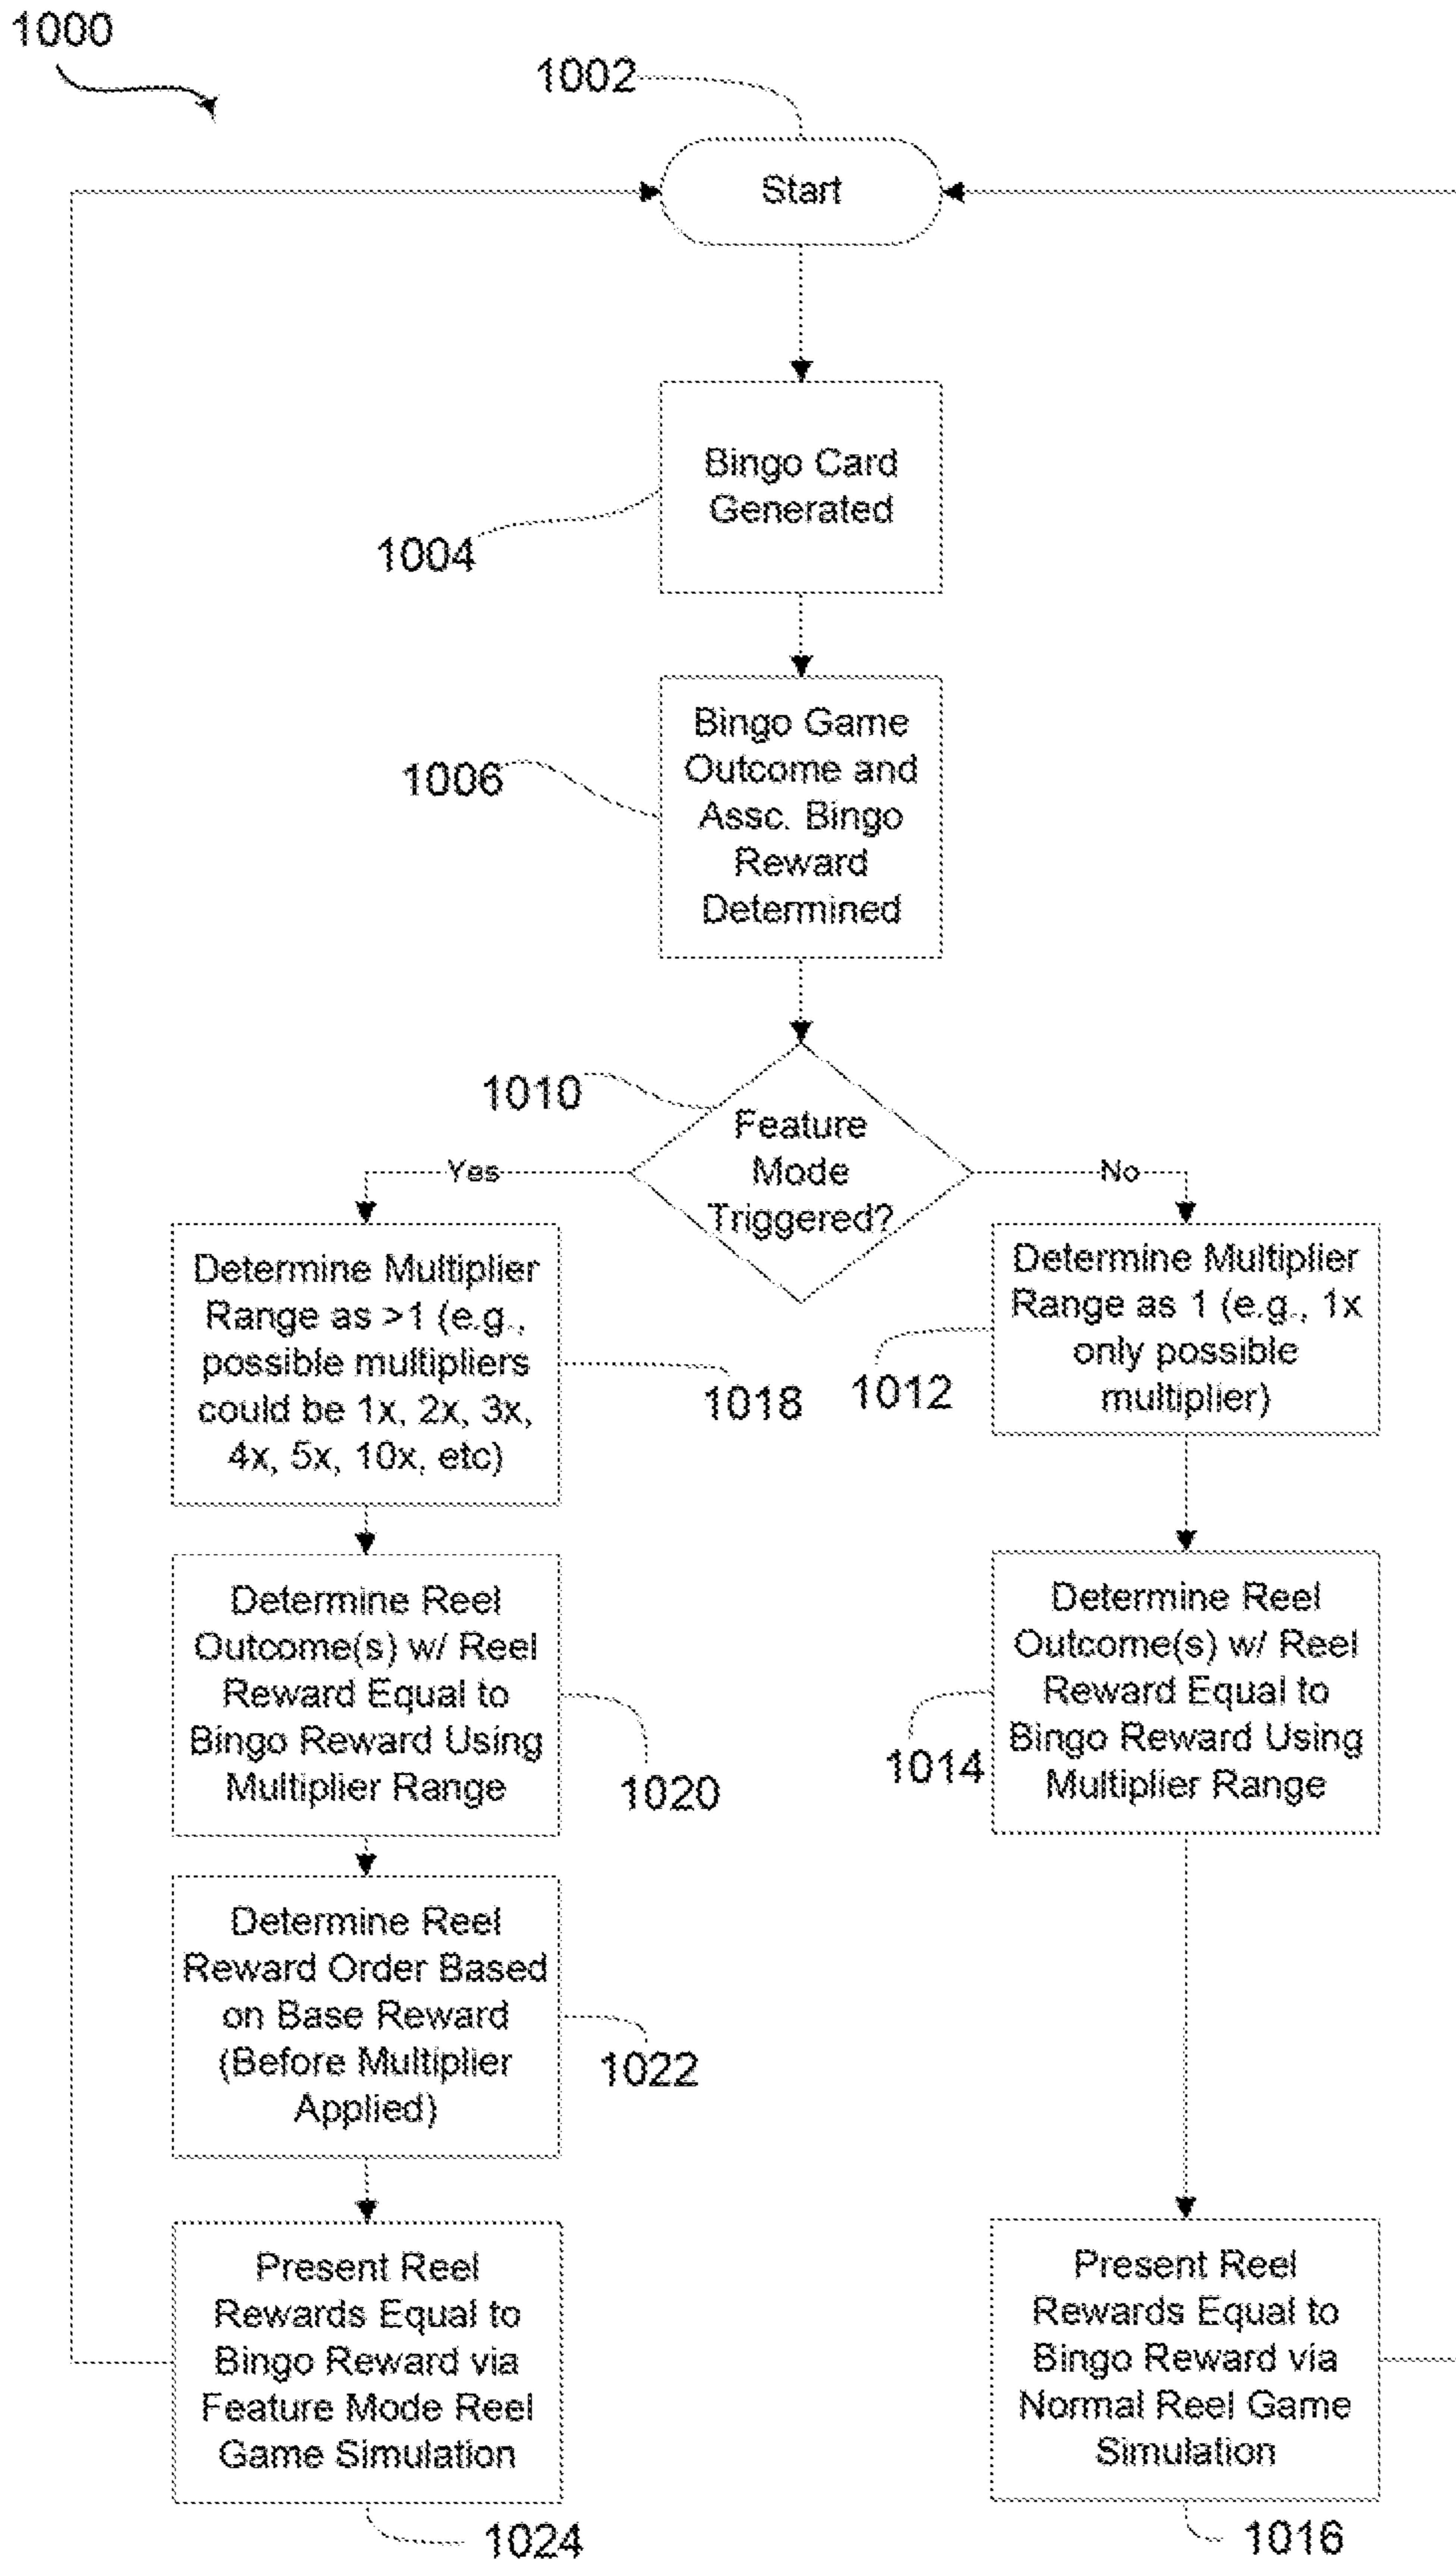 1000
1002
Start
Bingo Card
Generated
1004
Bingo Game
Outcome and
Assc. Bingo
Reward
Determined
1006
1010
Feature
Mode
Triggered?
Yes
No
Determine Multiplier
Range as >1 (e.g.,
possible multipliers
could be 1x, 2x, 3x,
4x, 5x, 10x, etc)
1018
Determine Multiplier
Range as 1 (e.g., 1x
only possible
multiplier)
1012
Determine Reel
Outcome(s) w/ Reel
Reward Equal to
Bingo Reward Using
Multiplier Range
1020
Determine Reel
Outcome(s) w/ Reel
Reward Equal to
Bingo Reward Using
Multiplier Range
1014
Determine Reel
Reward Order Based
on Base Reward
(Before Multiplier
Applied)
1022
Present Reel
Rewards Equal to
Bingo Reward via
Feature Mode Reel
Game Simulation
1024
Present Reel
Rewards Equal to
Bingo Reward via
Normal Reel Game
Simulation
1016